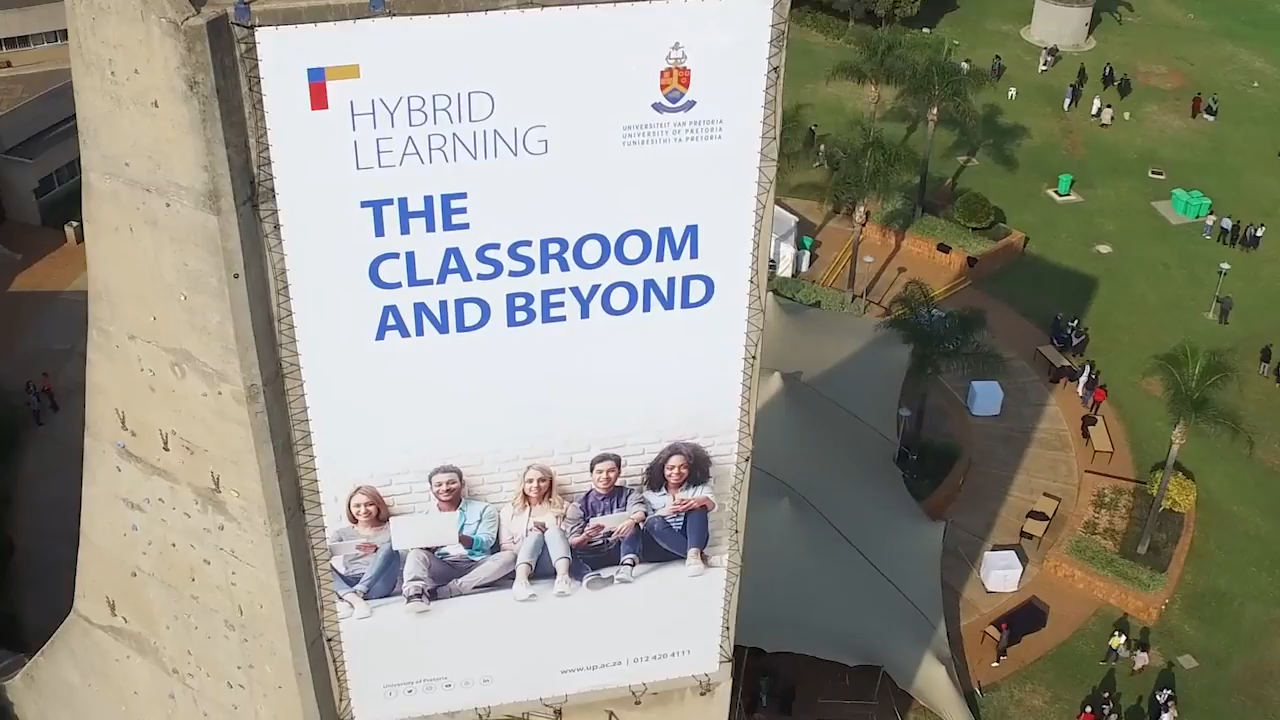 HYBRID
LEARNING
UNIVERSITEIT VAN PRETORIA
UNIVERSITY OF PRETORIA
YUNIBESITHI YA PRETORIA
THE
CLASSROOM
AND BEYOND
www.up.ac.za | 012 420 4111
University of Pretoria